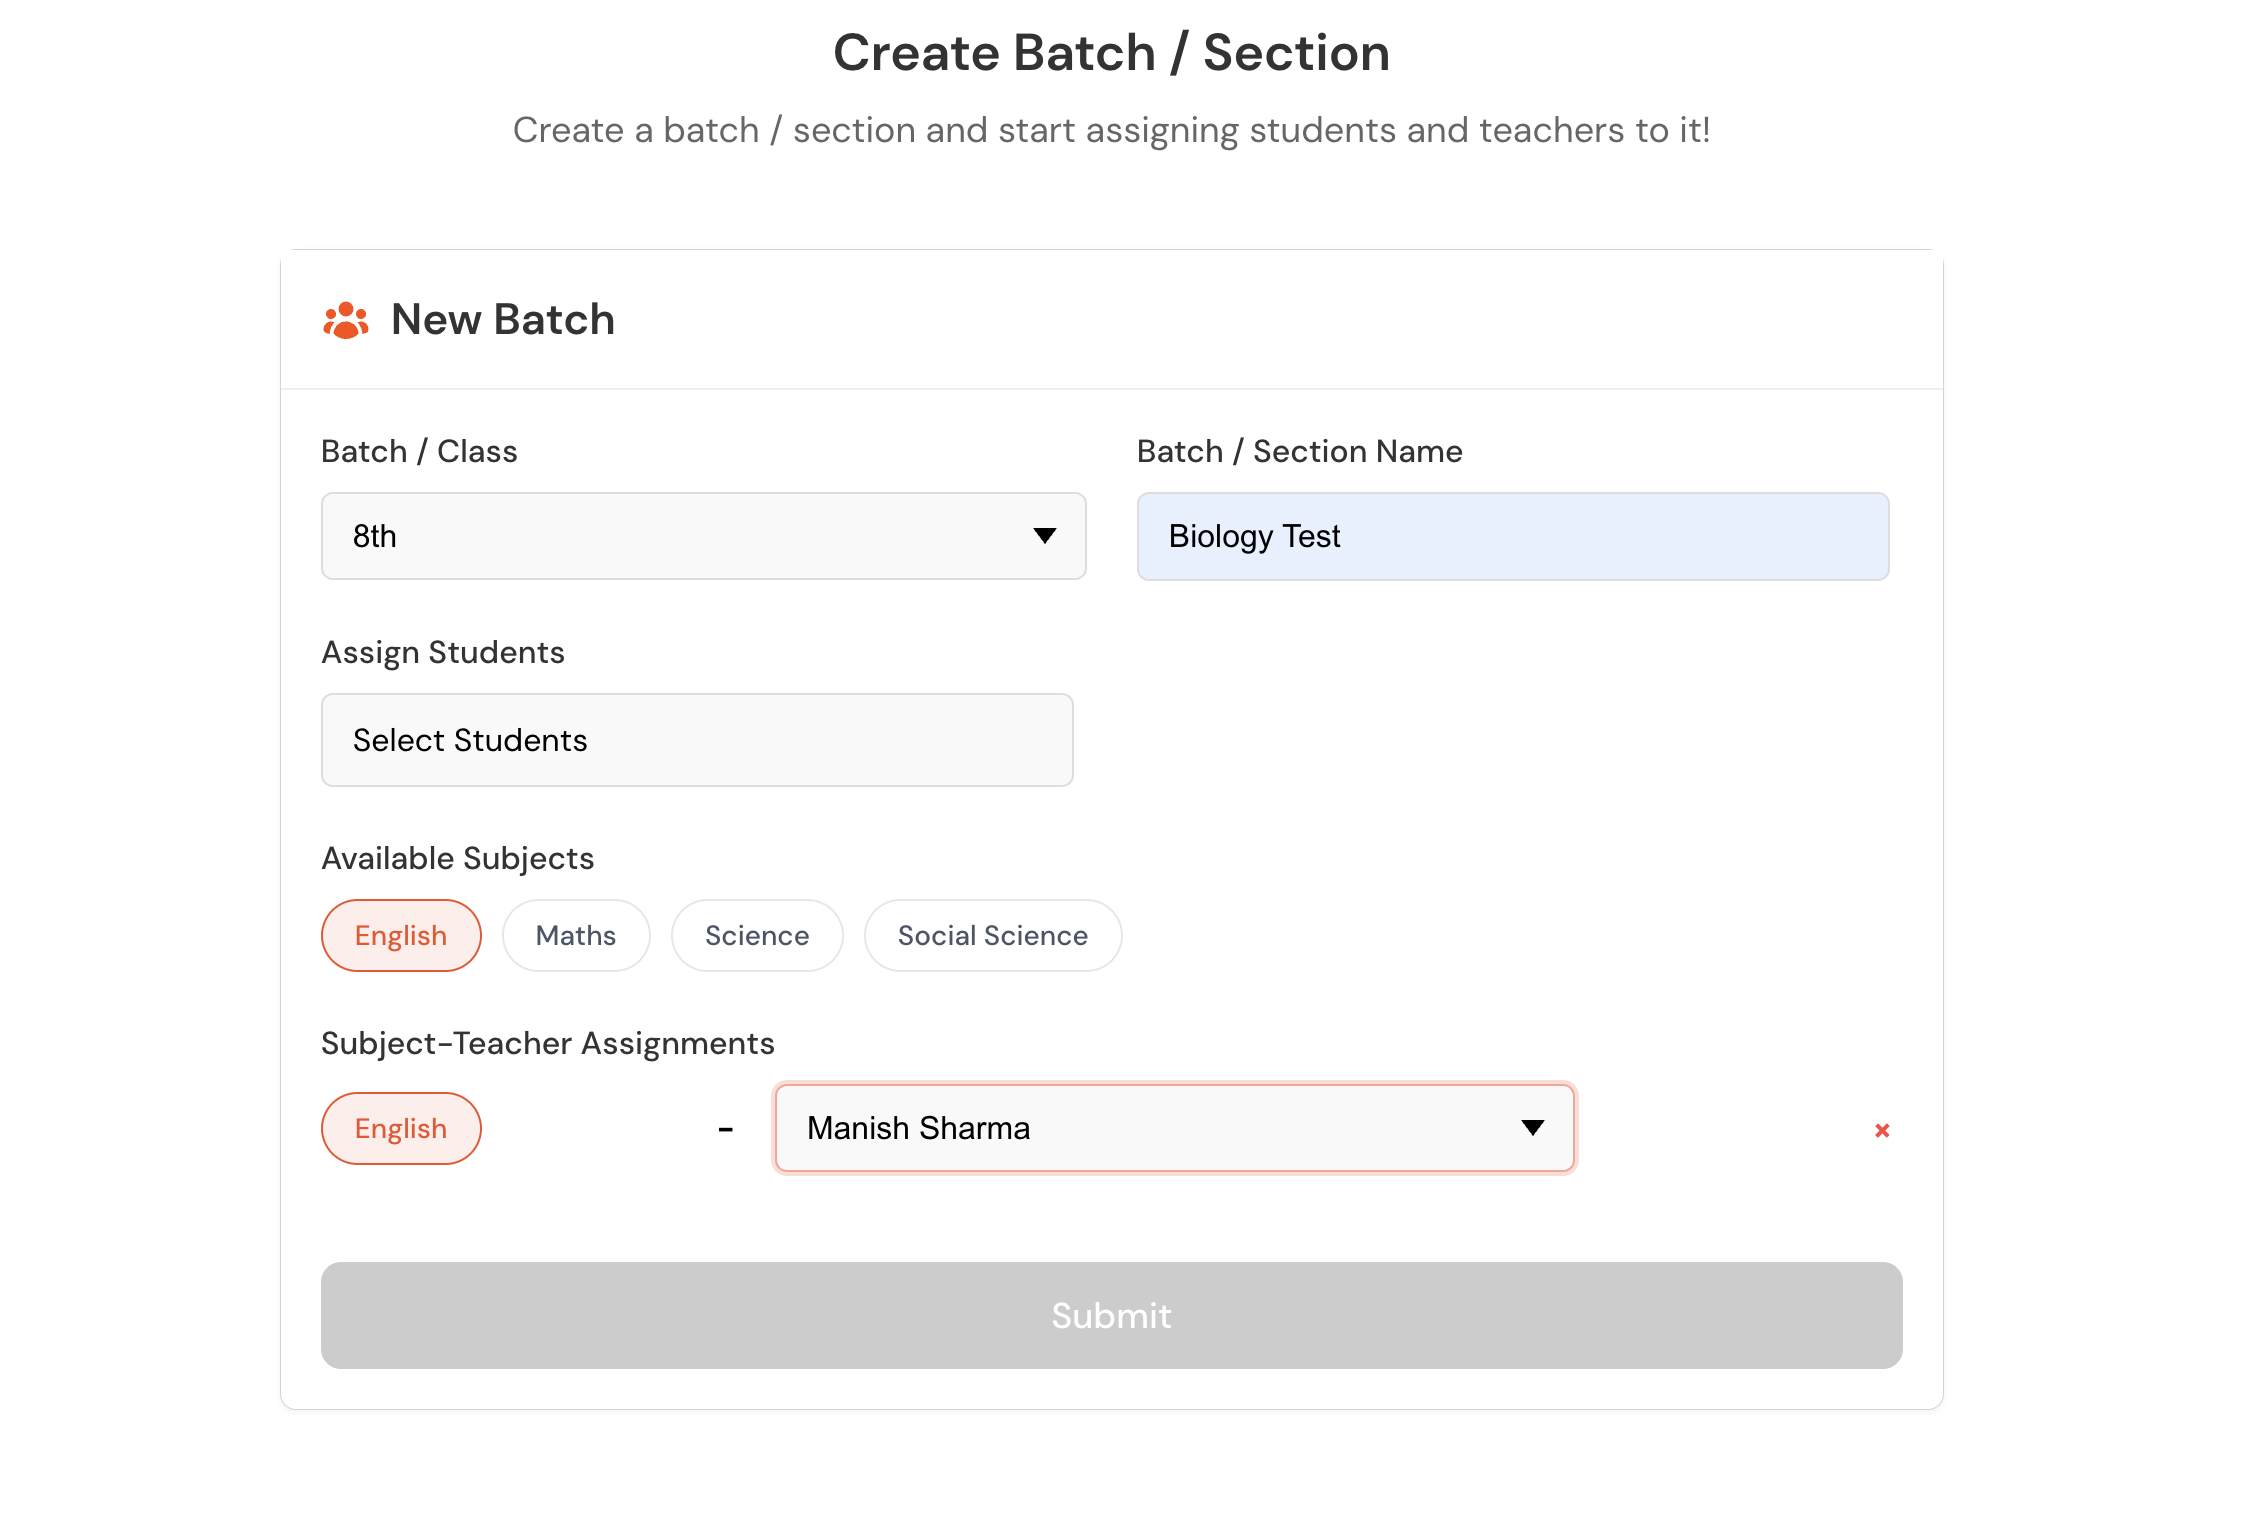 Create Batch / Section
Create a batch / section and start assigning students and teachers to it!
New Batch
Batch / Class
Batch / Section Name
8th
Biology Test
Assign Students
Select Students
Available Subjects
English Maths Science Social Science
Subject-Teacher Assignments
English - Manish Sharma
Submit